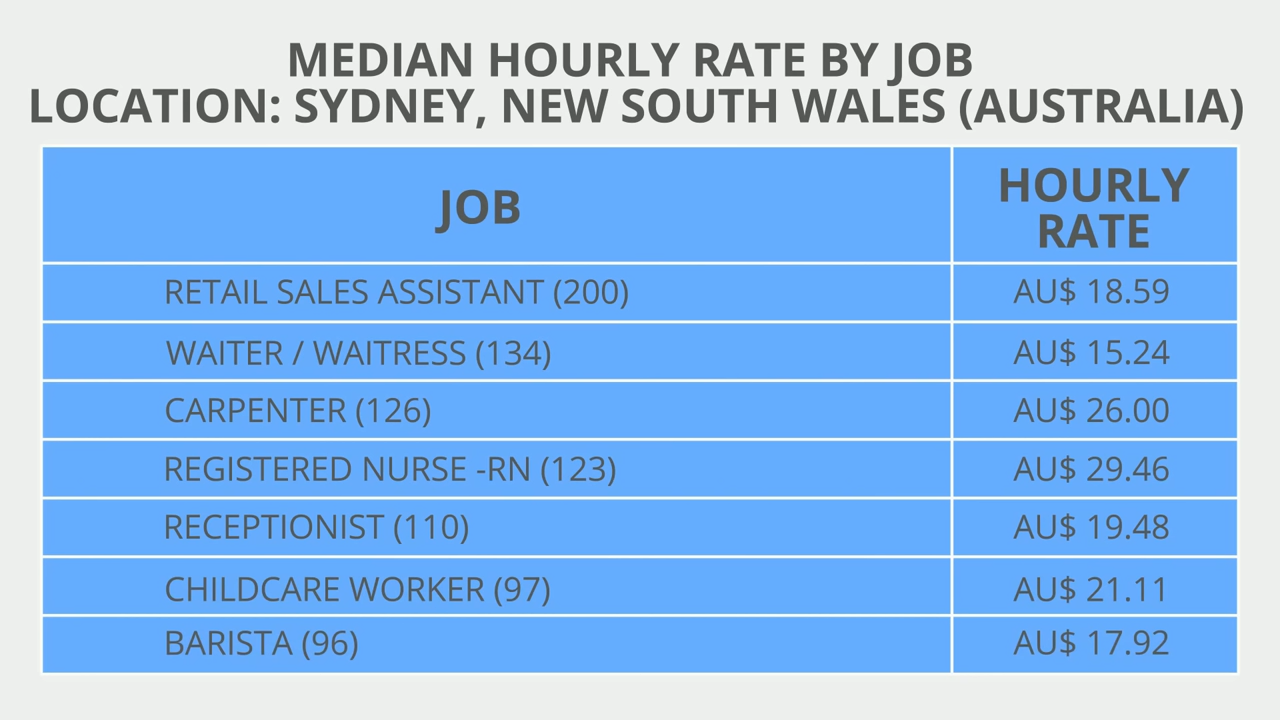 MEDIAN HOURLY RATE BY JOB
LOCATION: SYDNEY, NEW SOUTH WALES (AUSTRALIA)
JOB
HOURLY
RATE
RETAIL SALES ASSISTANT (200)
AU$ 18.59
WAITER / WAITRESS (134)
AU$ 15.24
CARPENTER (126)
AU$ 26.00
REGISTERED NURSE -RN (123)
AU$ 29.46
RECEPTIONIST (110)
AU$ 19.48
CHILDCARE WORKER (97)
AU$ 21.11
BARISTA (96)
AU$ 17.92